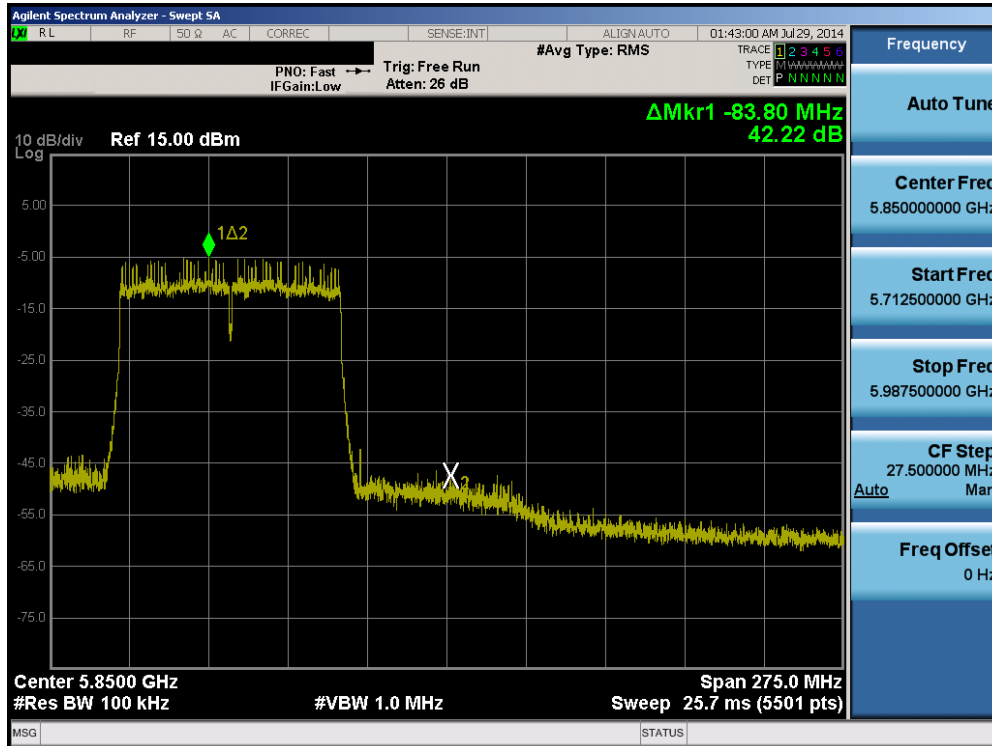 Agilent Spectrum Analyzer - Swept SA
LXI RL RF 50 Ω AC CORREC SENSE:INT ALIGN AUTO 01:43:00 AM Jul 29, 2014
#Avg Type: RMS TRACE 1 2 3 4 5 6
PNO: Fast Trig: Free Run TYPE M
IFGain:Low Atten: 26 dB DET P N N N N N
ΔMkr1 -83.80 MHz
42.22 dB
10 dB/div Ref 15.00 dBm
Log
5.00
-5.00
-15.0
-25.0
-35.0
-45.0
-55.0
-65.0
-75.0
1Δ2
X2
Center 5.8500 GHz Span 275.0 MHz
#Res BW 100 kHz #VBW 1.0 MHz Sweep 25.7 ms (5501 pts)
MSG STATUS
Frequency
Auto Tune
Center Freq
5.850000000 GHz
Start Freq
5.712500000 GHz
Stop Freq
5.987500000 GHz
CF Step
27.500000 MHz
Auto Man
Freq Offset
0 Hz